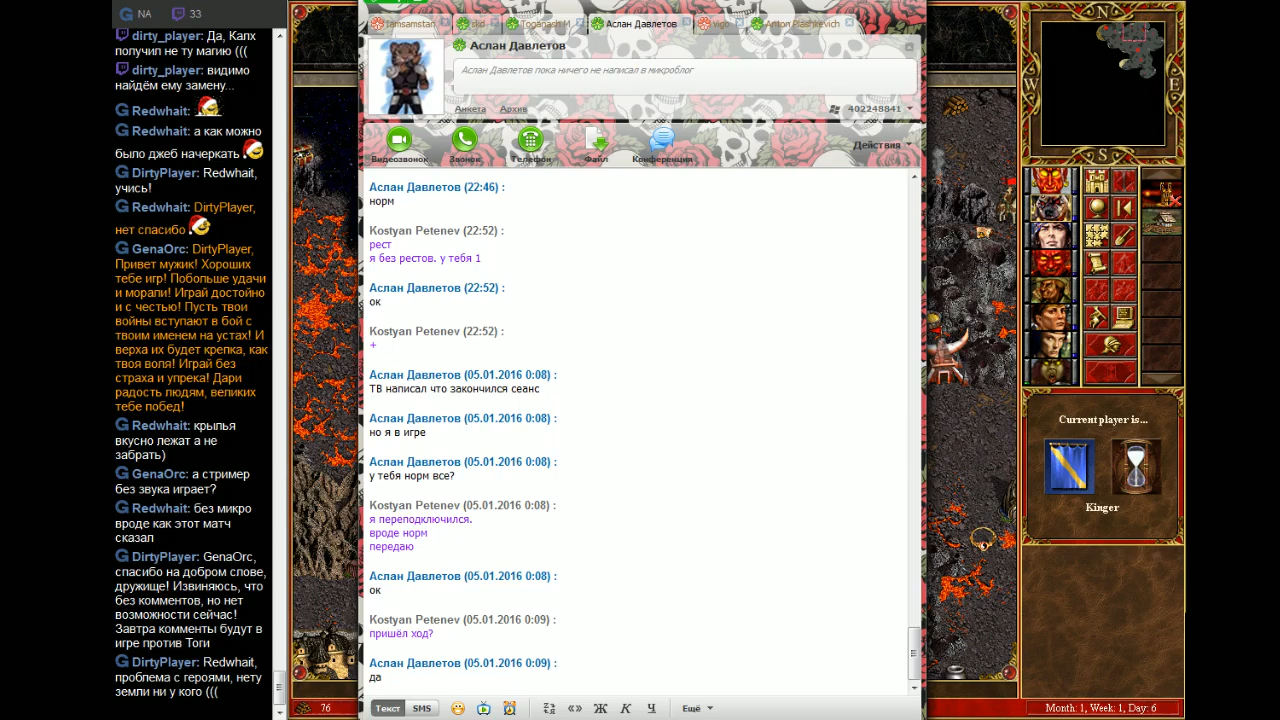 NA 33
dirty_player: Да, Капх
получил не ту магию (((
dirty_player: видимо
найдём ему замену...
Redwhait:
Redwhait: а как можно
было джеб начеркать
DirtyPlayer: Redwhait,
учись!
Redwhait: DirtyPlayer,
нет спасибо
GenaOrc: DirtyPlayer,
Привет мужик! Хороших
тебе игр! Побольше удачи
и морали! Играй достойно
и с честью! Пусть твои
войны вступают в бой с
твоим именем на устах! И
верха их будет крепка, как
твоя воля! Играй без
страха и упрека! Дари
радость людям, великих
тебе побед!
Redwhait: крыпья
вкусно лежат а не
забрать)
GenaOrc: а стример
без звука играет?
Redwhait: без микро
вроде как этот матч
сказал
DirtyPlayer: GenaOrc,
спасибо на добром слове,
дружище! Извиняюсь, что
без комментов, но нет
возможности сейчас!
Завтра комменты будут в
игре против Тоги
DirtyPlayer: Redwhait,
проблема с героями, нету
земли ни у кого (((
Iamsamstan
Toganash M
Аслан Давлетов
vigo
Anton Plashkevich
Аслан Давлетов
Аслан Давлетов пока ничего не написал в микроблог
Анкета Архив
402248841
Видеозвонок Звонок Телефон Файл Конференция
Действия
Аслан Давлетов (22:46) :
норм
Kostyan Petenev (22:52) :
рест
я без рестов. у тебя 1
Аслан Давлетов (22:52) :
ок
Kostyan Petenev (22:52) :
+
Аслан Давлетов (05.01.2016 0:08) :
ТВ написал что закончился сеанс
Аслан Давлетов (05.01.2016 0:08) :
но я в игре
Аслан Давлетов (05.01.2016 0:08) :
у тебя норм все?
Kostyan Petenev (05.01.2016 0:08) :
я переподключился.
вроде норм
передаю
Аслан Давлетов (05.01.2016 0:08) :
ок
Kostyan Petenev (05.01.2016 0:09) :
пришёл ход?
Аслан Давлетов (05.01.2016 0:09) :
да
Текст SMS Ж К Ч Ещё
N
W E
S
Current player is...
Kinger
76
Month: 1, Week: 1, Day: 6